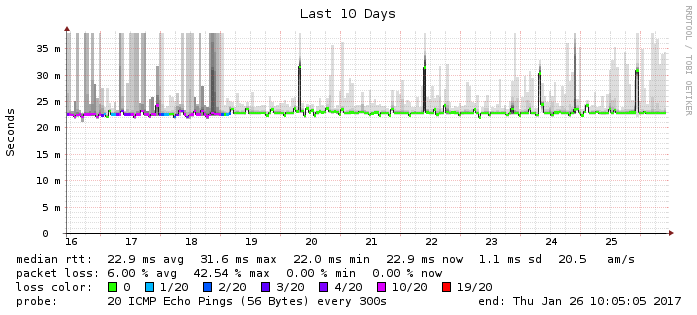 Last 10 Days
RRDTOOL / TOBI OETIKER
Seconds
35 m
30 m
25 m
20 m
15 m
10 m
5 m
0
16 17 18 19 20 21 22 23 24 25
median rtt: 22.9 ms avg 31.6 ms max 22.0 ms min 22.9 ms now 1.1 ms sd 20.5 am/s
packet loss: 6.00 % avg 42.54 % max 0.00 % min 0.00 % now
loss color: 0 1/20 2/20 3/20 4/20 10/20 19/20
probe: 20 ICMP Echo Pings (56 Bytes) every 300s end: Thu Jan 26 10:05:05 2017